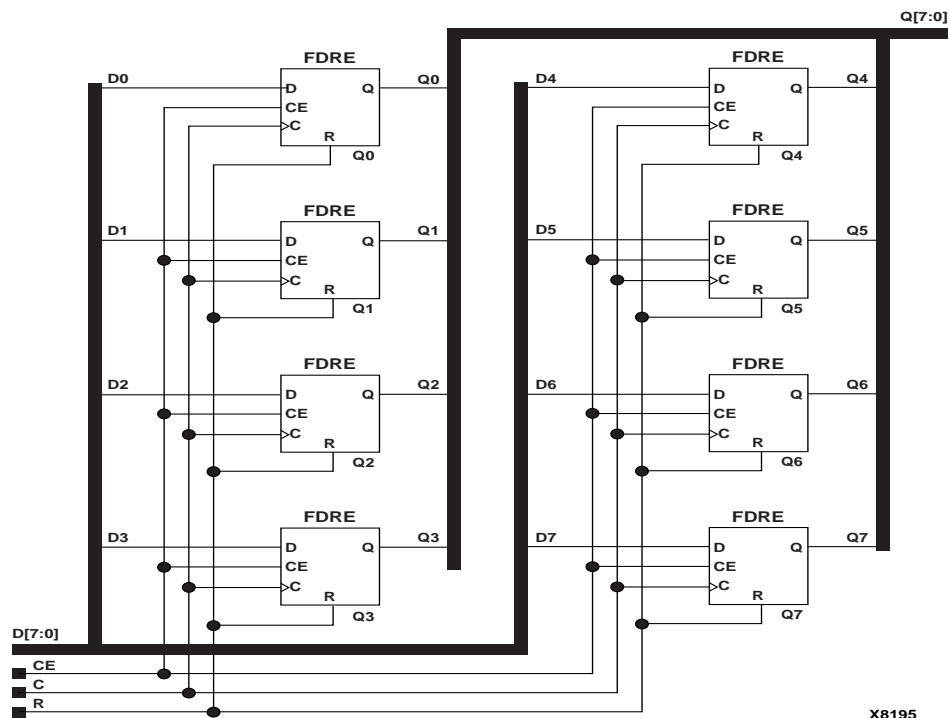 Q[7:0]
FDRE
FDRE
D0
D
Q
Q0
D4
D
Q
Q4
CE
CE
C
C
R
R
Q0
Q4
FDRE
FDRE
D1
D
Q
Q1
D5
D
Q
Q5
CE
CE
C
C
R
R
Q1
Q5
FDRE
FDRE
D2
D
Q
Q2
D6
D
Q
Q6
CE
CE
C
C
R
R
Q2
Q6
FDRE
FDRE
D3
D
Q
Q3
D7
D
Q
Q7
CE
CE
C
C
R
R
Q3
Q7
D[7:0]
CE
C
R
X8195